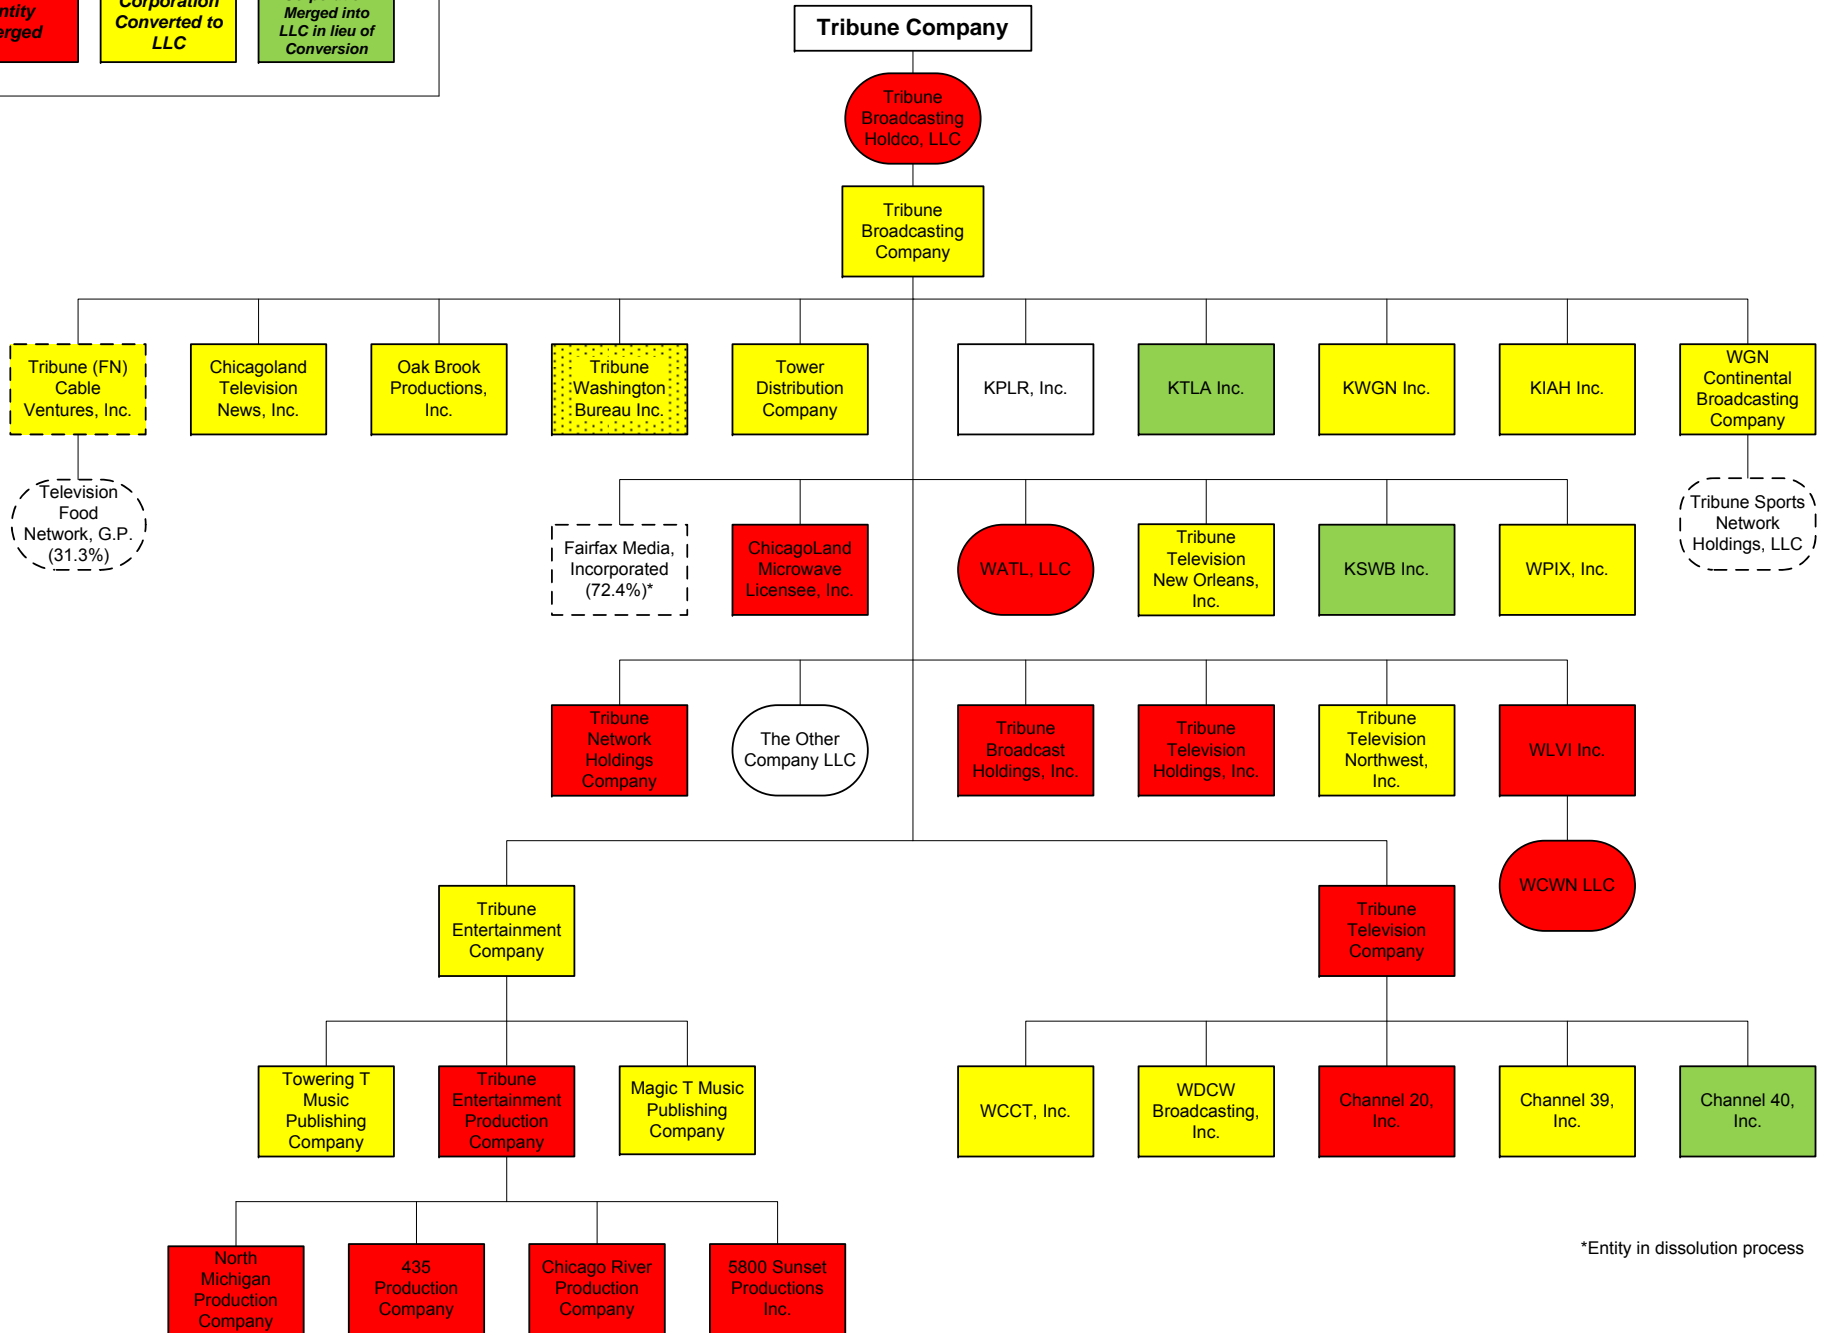 Corporation
Converted to
LLC
Merged into
LLC in lieu of
Conversion
Tribune Company
Tribune
Broadcasting
Holdco, LLC
Tribune
Broadcasting
Company
Tribune (FN)
Cable
Ventures, Inc.
Chicagoland
Television
News, Inc.
Oak Brook
Productions,
Inc.
Tribune
Washington
Bureau Inc.
Tower
Distribution
Company
KPLR, Inc.
KTLA Inc.
KWGN Inc.
KIAH Inc.
WGN
Continental
Broadcasting
Company
Television
Food
Network, G.P.
(31.3%)
Fairfax Media,
Incorporated
(72.4%)*
ChicagoLand
Microwave
Licensee, Inc.
WATL, LLC
Tribune
Television
New Orleans,
Inc.
KSWB Inc.
WPIX, Inc.
Tribune Sports
Network
Holdings, LLC
Tribune
Network
Holdings
Company
The Other
Company LLC
Tribune
Broadcast
Holdings, Inc.
Tribune
Television
Holdings, Inc.
Tribune
Television
Northwest,
Inc.
WLVI Inc.
WCWN LLC
Tribune
Entertainment
Company
Tribune
Television
Company
Towering T
Music
Publishing
Company
Tribune
Entertainment
Production
Company
Magic T Music
Publishing
Company
WCCT, Inc.
WDCW
Broadcasting,
Inc.
Channel 20,
Inc.
Channel 39,
Inc.
Channel 40,
Inc.
North
Michigan
Production
Company
435
Production
Company
Chicago River
Production
Company
5800 Sunset
Productions
Inc.
*Entity in dissolution process